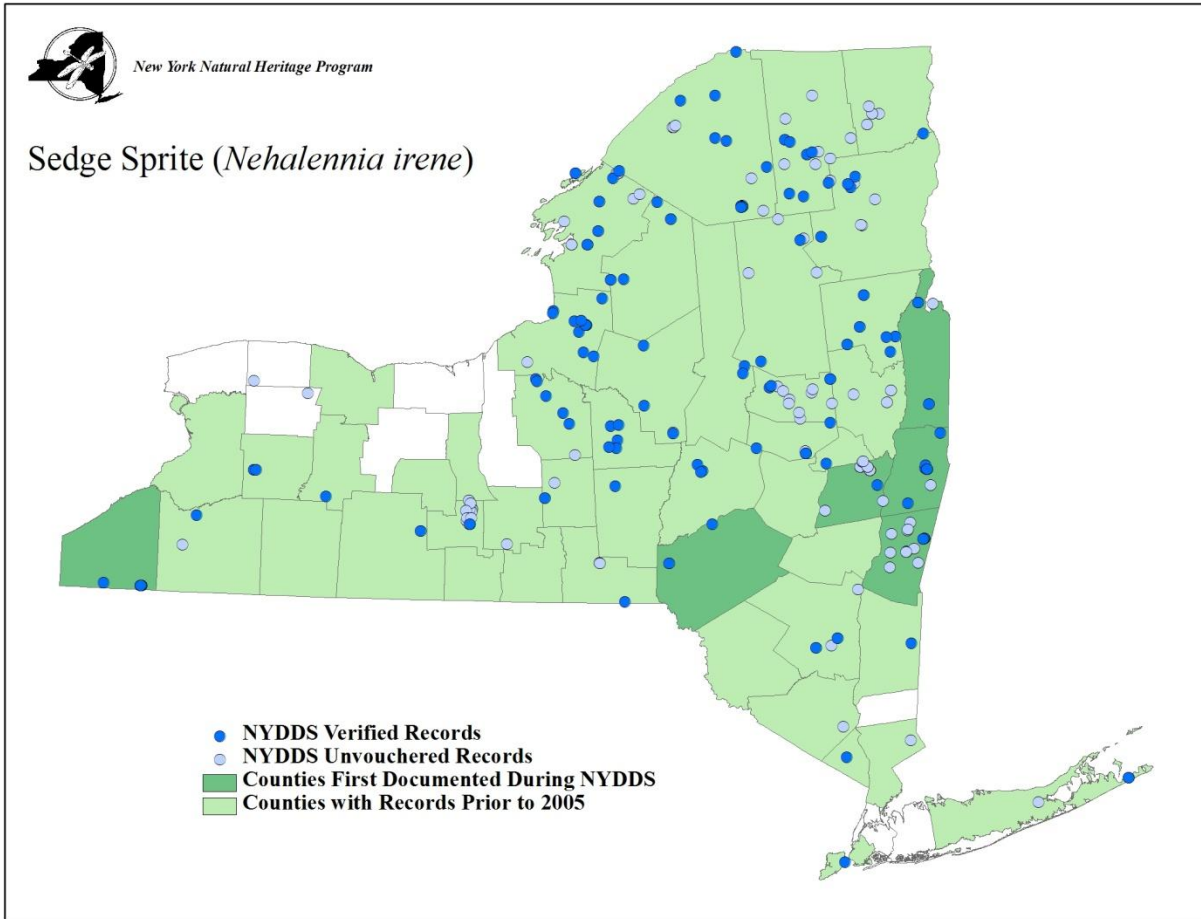 New York Natural Heritage Program
Sedge Sprite (Nehalennia irene)
NYDDS Verified Records
NYDDS Unvouchered Records
Counties First Documented During NYDDS
Counties with Records Prior to 2005